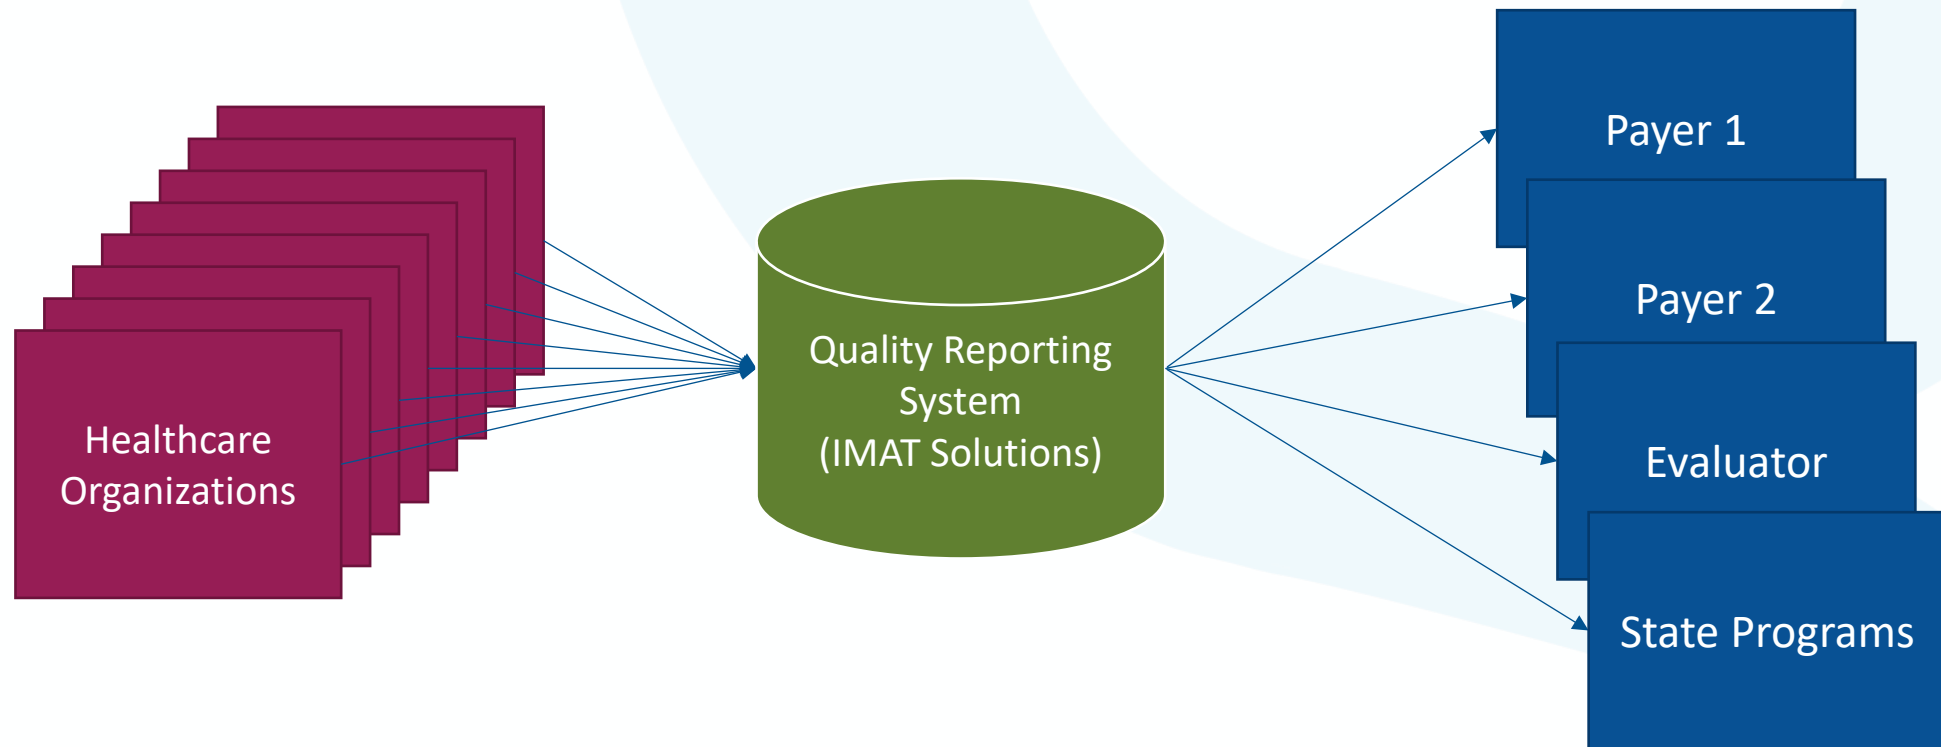 Healthcare
Organizations
Quality Reporting
System
(IMAT Solutions)
Payer 1
Payer 2
Evaluator
State Programs